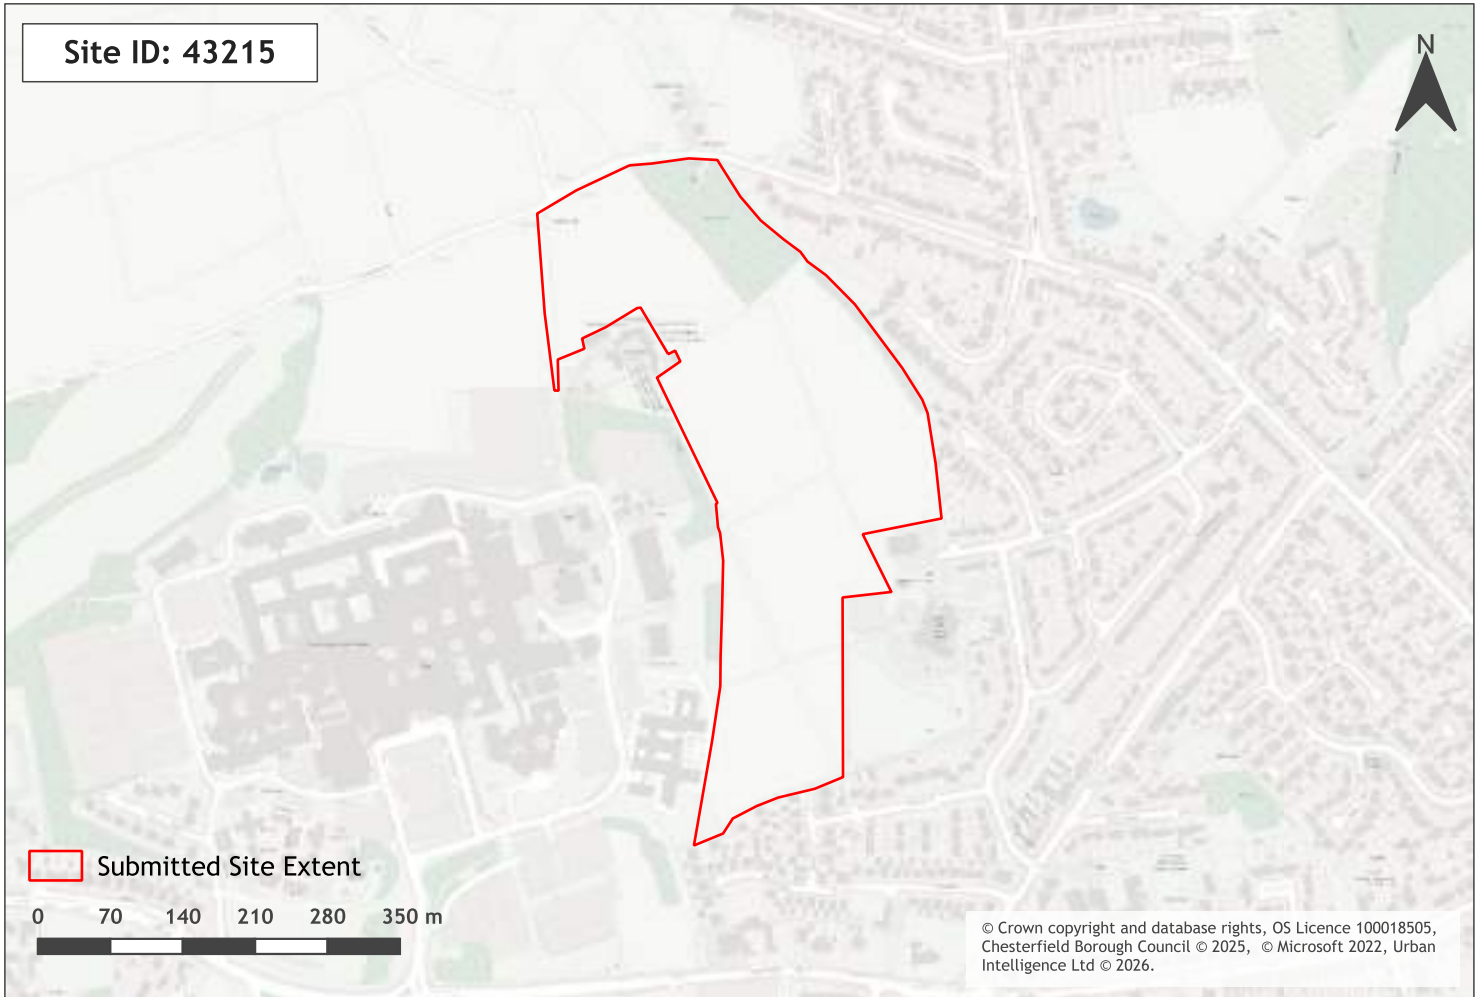 Site ID: 43215
N
Submitted Site Extent
0 70 140 210 280 350 m
© Crown copyright and database rights, OS Licence 100018505,
Chesterfield Borough Council © 2025, © Microsoft 2022, Urban
Intelligence Ltd © 2026.